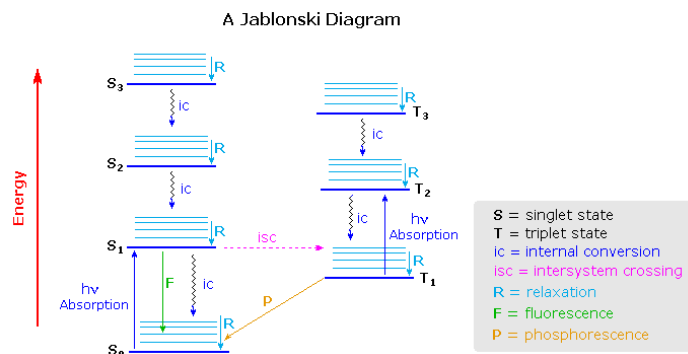 A Jablonski Diagram
Energy
S3
R
ic
S2
R
ic
S1
R
hν
Absorption
F
ic
R
S0
isc
P
R
T3
ic
R
T2
ic
hν
Absorption
R
T1
S = singlet state
T = triplet state
ic = internal conversion
isc = intersystem crossing
R = relaxation
F = fluorescence
P = phosphorescence